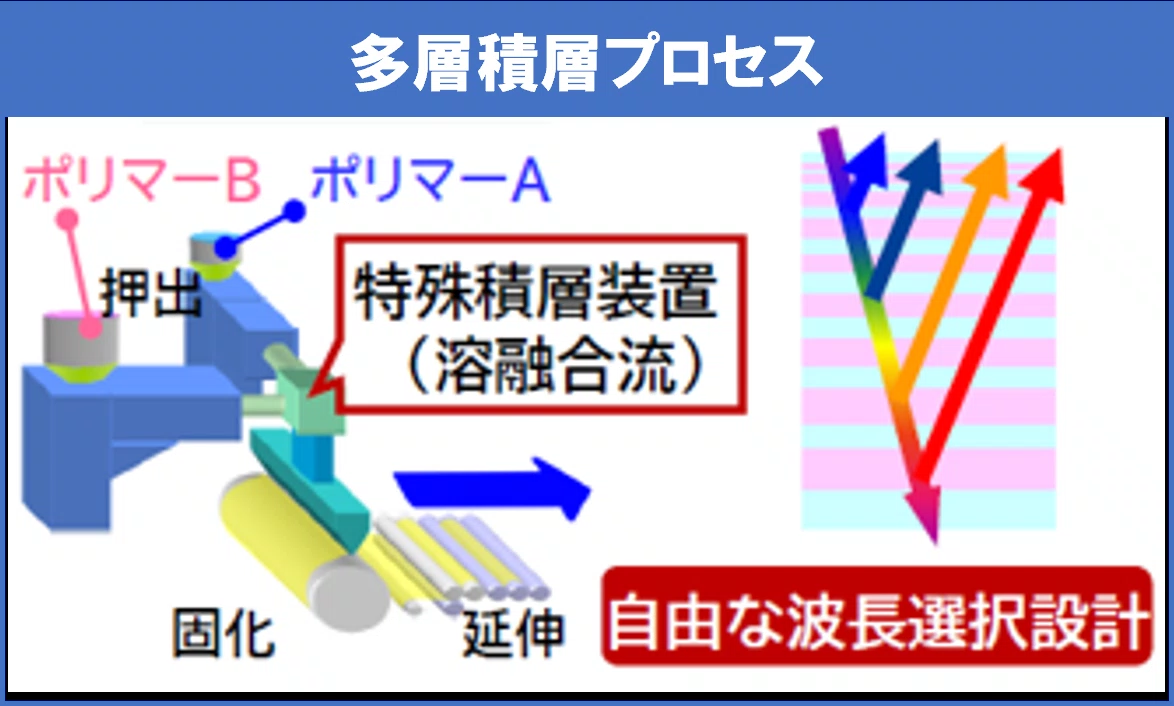 多層積層プロセス
ポリマーB
ポリマーA
押出
特殊積層装置
（溶融合流）
固化
延伸
自由な波長選択設計